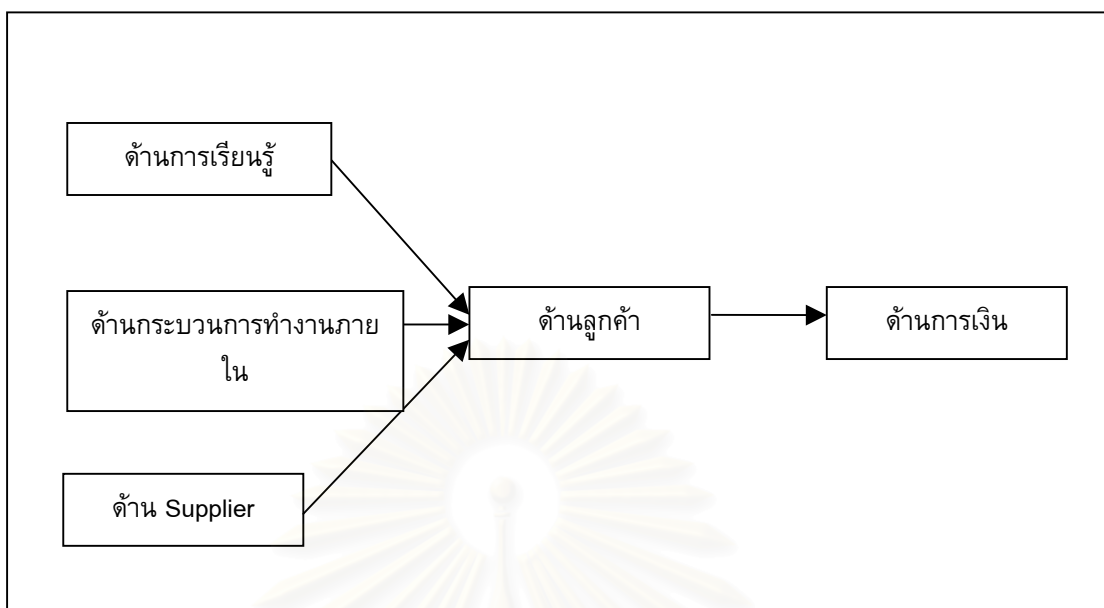 ด้านการเรียนรู้
ด้านกระบวนการทำงานภาย
ใน
ด้าน Supplier
ด้านลูกค้า
ด้านการเงิน